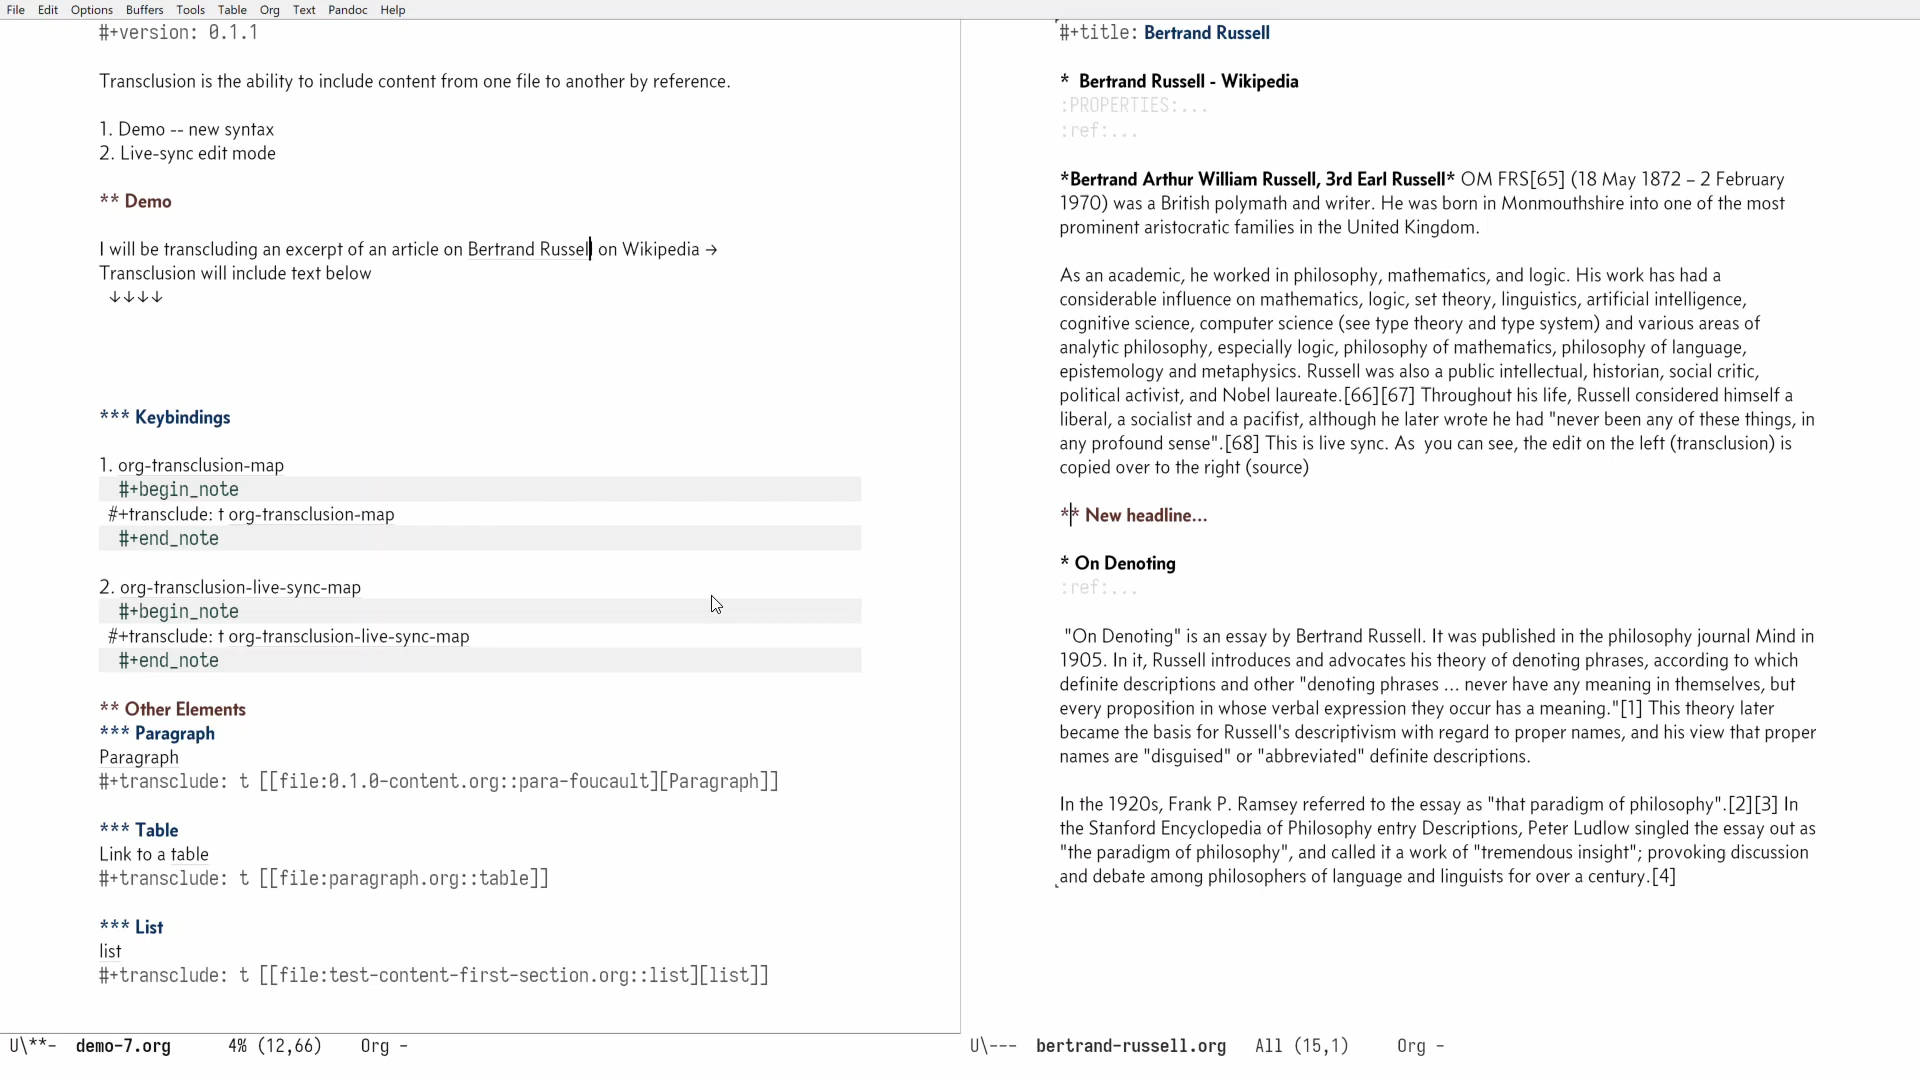 File Edit Options Buffers Tools Table Org Text Pandoc Help
#+version: 0.1.1
Transclusion is the ability to include content from one file to another by reference.
1. Demo -- new syntax
2. Live-sync edit mode
** Demo
I will be transcluding an excerpt of an article on Bertrand Russell on Wikipedia →
Transclusion will include text below
↓↓↓↓
*** Keybindings
1. org-transclusion-map
#+begin_note
#+transclude: t org-transclusion-map
#+end_note
2. org-transclusion-live-sync-map
#+begin_note
#+transclude: t org-transclusion-live-sync-map
#+end_note
** Other Elements
*** Paragraph
Paragraph
#+transclude: t [[file:0.1.0-content.org::para-foucault][Paragraph]]
*** Table
Link to a table
#+transclude: t [[file:paragraph.org::table]]
*** List
list
#+transclude: t [[file:test-content-first-section.org::list][list]]
U\**- demo-7.org 4% (12,66) Org -
#+title: Bertrand Russell
* Bertrand Russell - Wikipedia
:PROPERTIES:...
:ref:...
*Bertrand Arthur William Russell, 3rd Earl Russell* OM FRS[65] (18 May 1872 – 2 February
1970) was a British polymath and writer. He was born in Monmouthshire into one of the most
prominent aristocratic families in the United Kingdom.
As an academic, he worked in philosophy, mathematics, and logic. His work has had a
considerable influence on mathematics, logic, set theory, linguistics, artificial intelligence,
cognitive science, computer science (see type theory and type system) and various areas of
analytic philosophy, especially logic, philosophy of mathematics, philosophy of language,
epistemology and metaphysics. Russell was also a public intellectual, historian, social critic,
political activist, and Nobel laureate.[66][67] Throughout his life, Russell considered himself a
liberal, a socialist and a pacifist, although he later wrote he had "never been any of these things, in
any profound sense".[68] This is live sync. As  you can see, the edit on the left (transclusion) is
copied over to the right (source)
** New headline...
* On Denoting
:ref:...
"On Denoting" is an essay by Bertrand Russell. It was published in the philosophy journal Mind in
1905. In it, Russell introduces and advocates his theory of denoting phrases, according to which
definite descriptions and other "denoting phrases ... never have any meaning in themselves, but
every proposition in whose verbal expression they occur has a meaning."[1] This theory later
became the basis for Russell's descriptivism with regard to proper names, and his view that proper
names are "disguised" or "abbreviated" definite descriptions.
In the 1920s, Frank P. Ramsey referred to the essay as "that paradigm of philosophy".[2][3] In
the Stanford Encyclopedia of Philosophy entry Descriptions, Peter Ludlow singled the essay out as
"the paradigm of philosophy", and called it a work of "tremendous insight"; provoking discussion
and debate among philosophers of language and linguists for over a century.[4]
U\--- bertrand-russell.org All (15,1) Org -